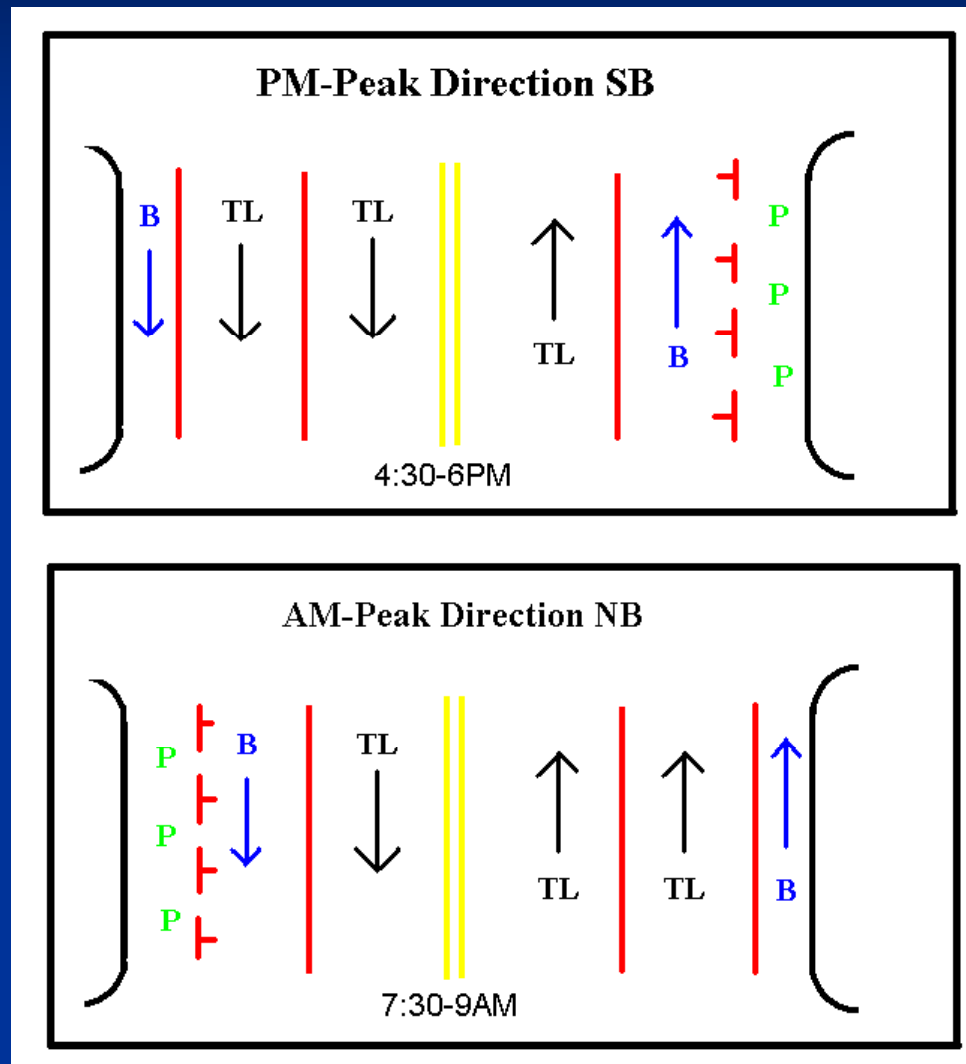 PM-Peak Direction SB
B TL TL P
P
TL B P
4:30-6PM
AM-Peak Direction NB
P B TL
P
P TL TL B
7:30-9AM